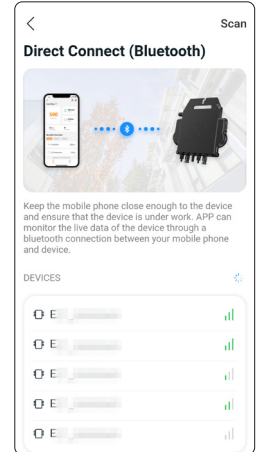 Scan
Direct Connect (Bluetooth)
Keep the mobile phone close enough to the device
and ensure that the device is under work. APP can
monitor the live data of the device through a
bluetooth connection between your mobile phone
and device.
DEVICES
E
E
E
E
E